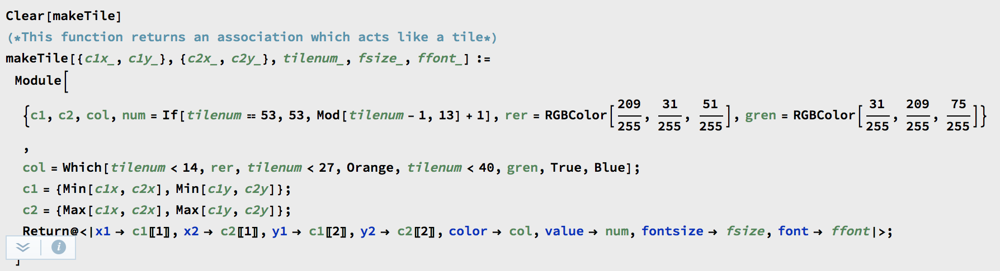 Clear[makeTile]
(*This function returns an association which acts like a tile*)
makeTile[{c1x_, c1y_}, {c2x_, c2y_}, tilenum_, fsize_, ffont_] :=
Module[
{c1, c2, col, num = If[tilenum == 53, 53, Mod[tilenum - 1, 13] + 1], rer = RGBColor[209/255, 31/255, 51/255], gren = RGBColor[31/255, 209/255, 75/255]}
,
col = Which[tilenum < 14, rer, tilenum < 27, Orange, tilenum < 40, gren, True, Blue];
c1 = {Min[c1x, c2x], Min[c1y, c2y]};
c2 = {Max[c1x, c2x], Max[c1y, c2y]};
Return@<|x1 → c1〚1〛, x2 → c2〚1〛, y1 → c1〚2〛, y2 → c2〚2〛, color → col, value → num, fontsize → fsize, font → ffont|>;
]